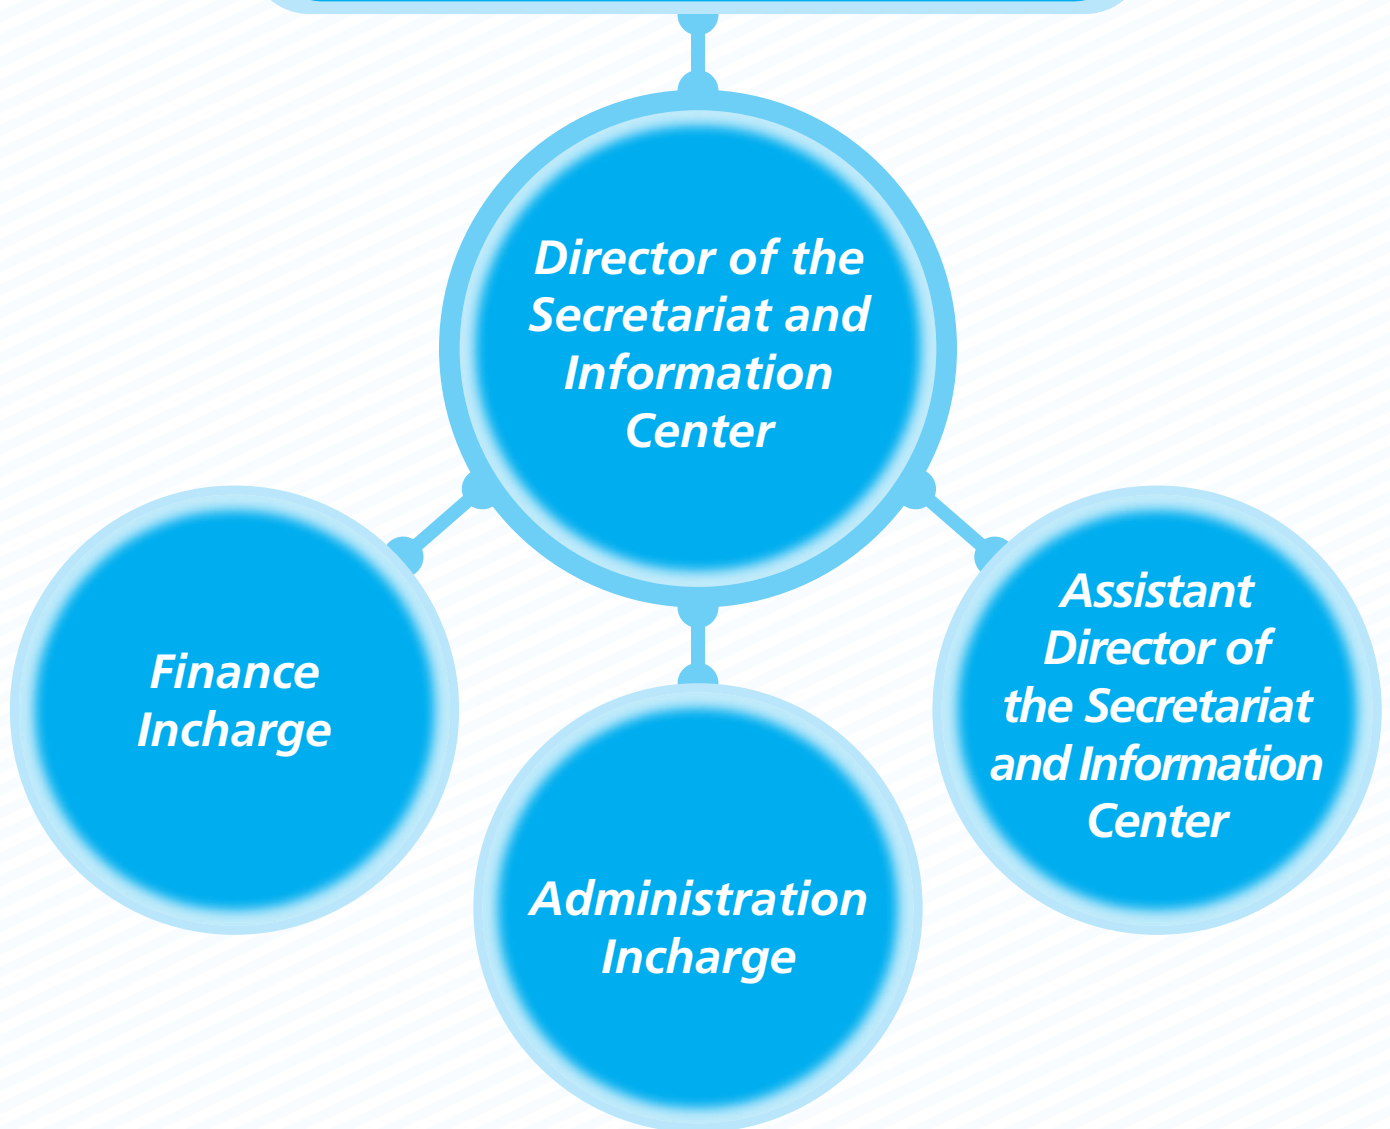 Director of the
Secretariat and
Information
Center
Finance
Incharge
Administration
Incharge
Assistant
Director of
the Secretariat
and Information
Center